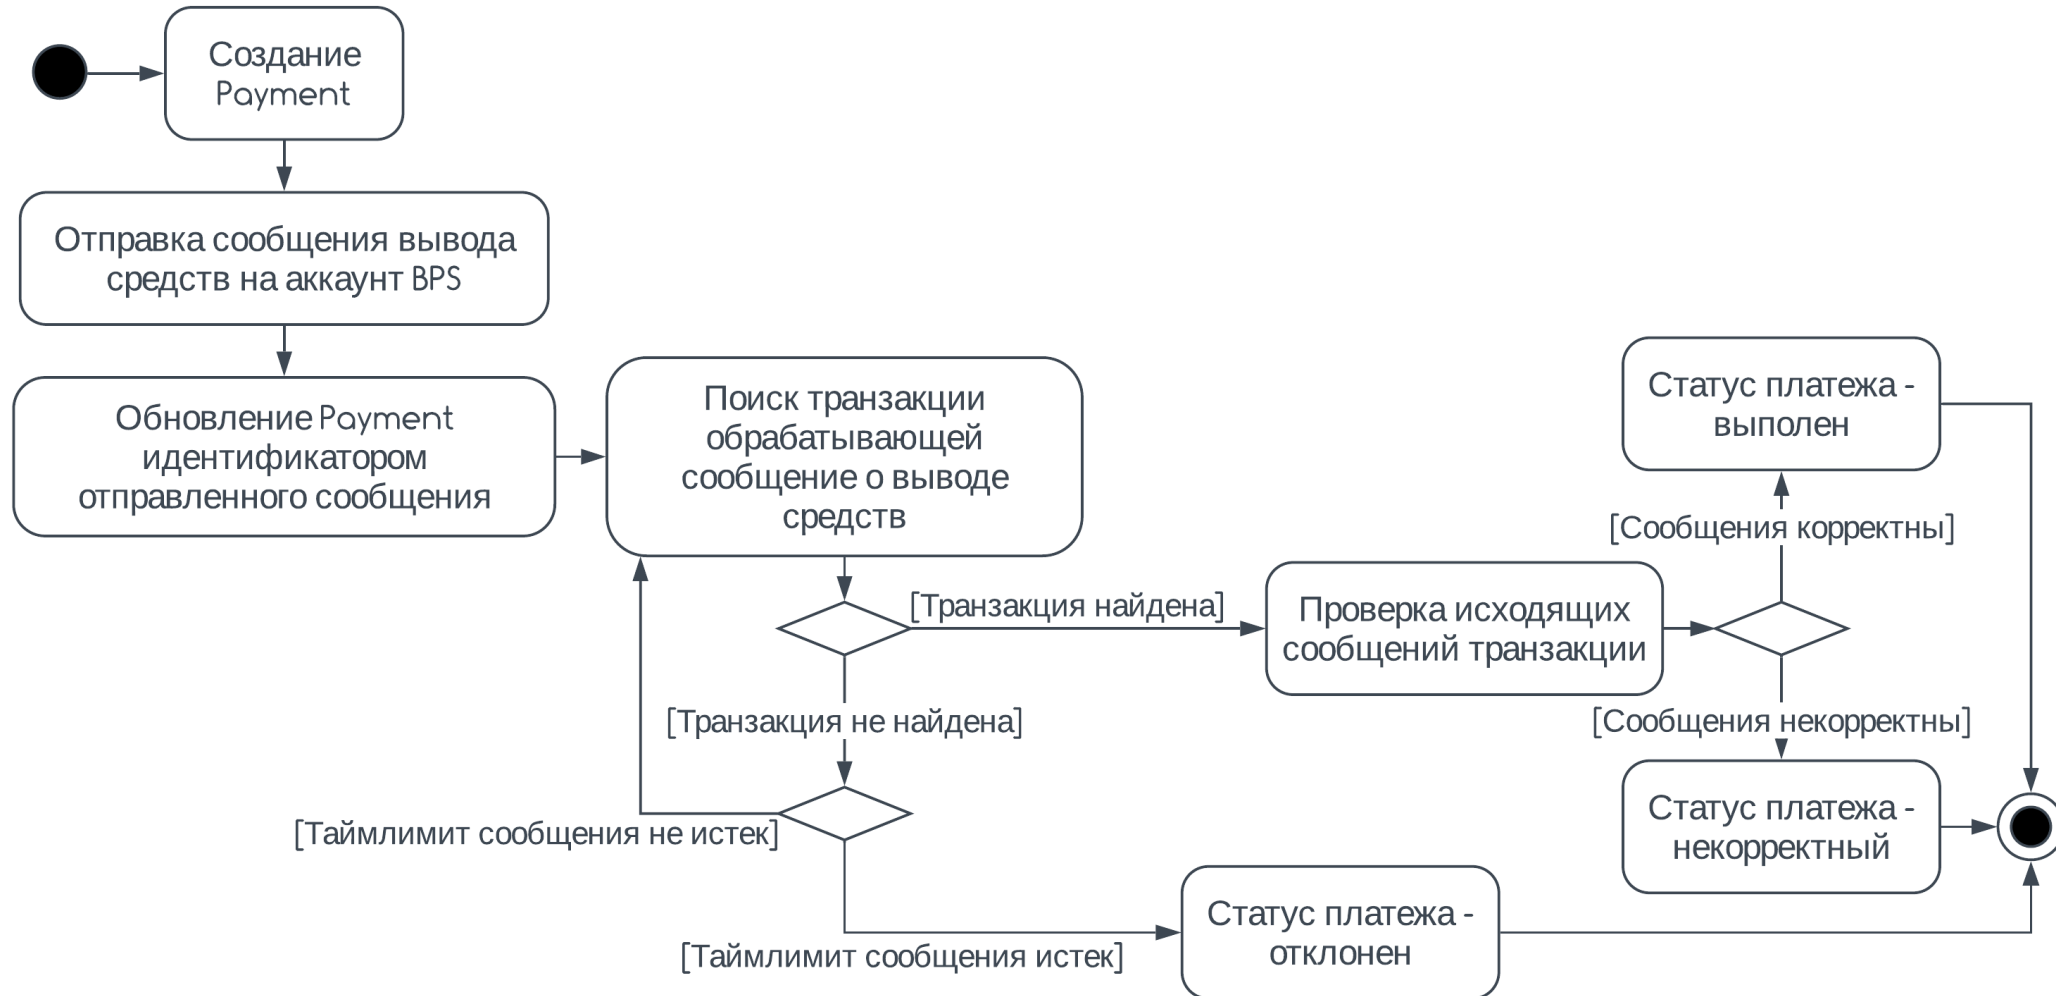 Создание
Payment
Отправка сообщения вывода
средств на аккаунт BPS
Обновление Payment
идентификатором
отправленного сообщения
Поиск транзакции
обрабатывающей
сообщение о выводе
средств
[Транзакция найдена]
[Транзакция не найдена]
[Таймлимит сообщения не истек]
[Таймлимит сообщения истек]
Проверка исходящих
сообщений транзакции
[Сообщения корректны]
Статус платежа -
выполен
[Сообщения некорректны]
Статус платежа -
некорректный
Статус платежа -
отклонен